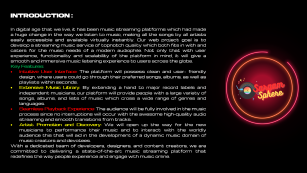 INTRODUCTION:
In digital age that we live it, has been music streaming platforms which had made
a huge change in the way we listen to music, making all the songs by all artists
easily accessible and available virtually instantly. Our web project goal is to
develop a streaming music service of topnotch quality which both fits in with and
caters for the music needs of a modern audiophile. Not only that with user
experience, functionality and scalability of the platform in mind, it will give a
smooth and immersive music listening experience to users across the globe.
Key Features:
Intuitive User Interface: The platform will possess clean and user- friendly
design, where users could go through their preferred songs, albums, as well as
playlists within seconds.
Extensive Music Library: By extending a hand to major record labels and
independent musicians, our platform will provide people with a large variety of
songs, albums, and lists of music which cross a wide range of genres and
languages.
Seamless Playback Experience: The audience will be fully involved in the music
process since no interruptions will occur with the awesome high-quality audio
streaming and smooth transitions from tracks.
Artist Promotion and Discovery: We will open up the way for the new
musicians to performance their music and to interact with the worldly
audience this that will aid in the development of a dynamic music domain of
music creators and devotees.
With a dedicated team of developers, designers, and content creators, we are
committed to delivering a state-of-the-art music streaming platform that
redefines the way people experience and engage with music online.
Sphere